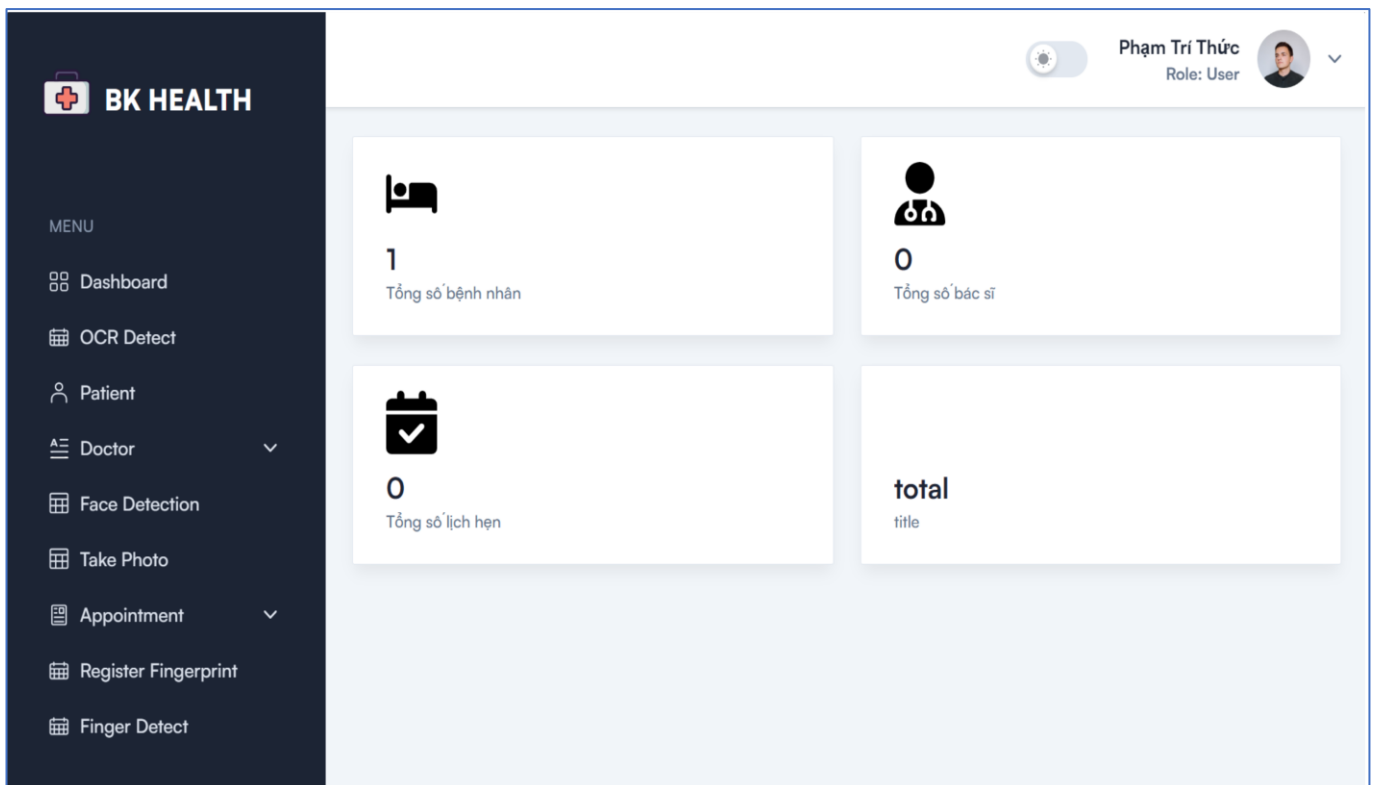 BK HEALTH
MENU
Dashboard
OCR Detect
Patient
Doctor
Face Detection
Take Photo
Appointment
Register Fingerprint
Finger Detect
Phạm Trí Thức
Role: User
1
Tổng số bệnh nhân
0
Tổng số bác sĩ
0
Tổng số lịch hẹn
total
title